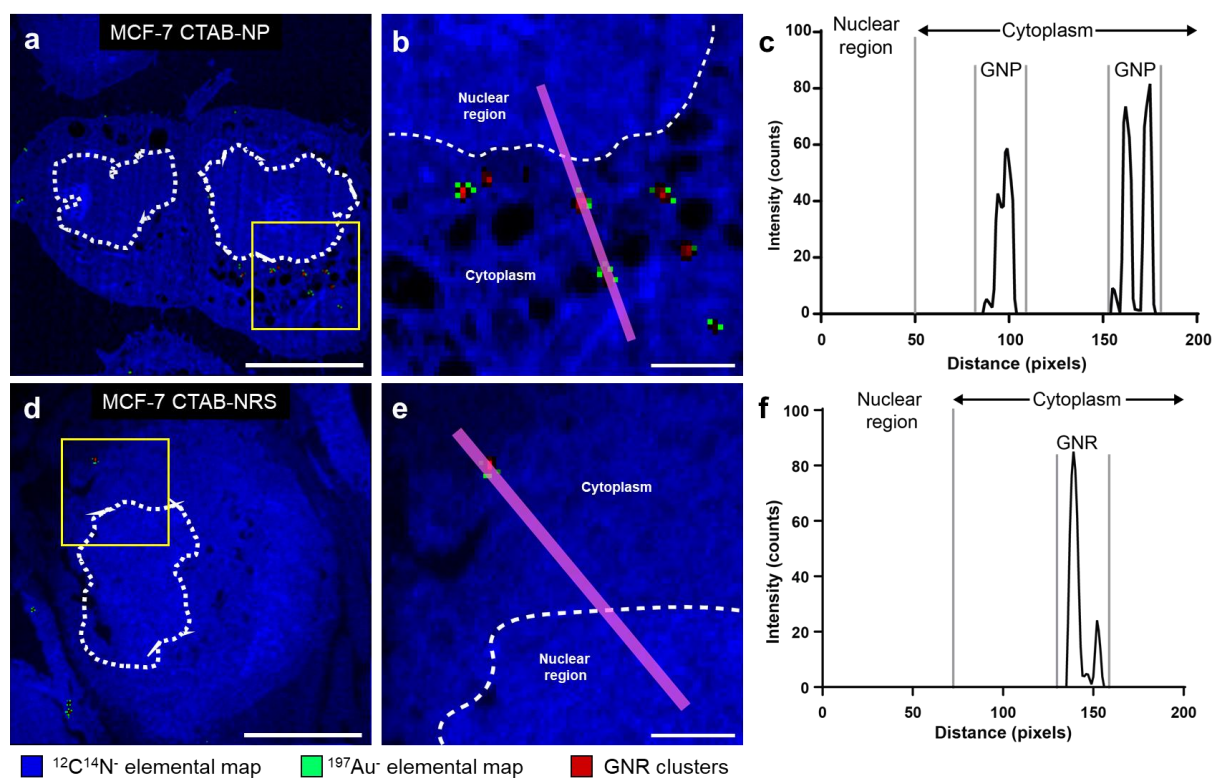 a
MCF-7 CTAB-NP
b
Nuclear
region
Cytoplasm
c
Nuclear
region
Cytoplasm
GNP
GNP
100
80
60
40
20
0
Intensity (counts)
0
50
100
150
200
Distance (pixels)
d
MCF-7 CTAB-NRS
e
Cytoplasm
Nuclear
region
f
Nuclear
region
Cytoplasm
GNR
100
80
60
40
20
0
Intensity (counts)
0
50
100
150
200
Distance (pixels)
¹²C¹⁴N⁻ elemental map
¹⁹⁷Au⁻ elemental map
GNR clusters